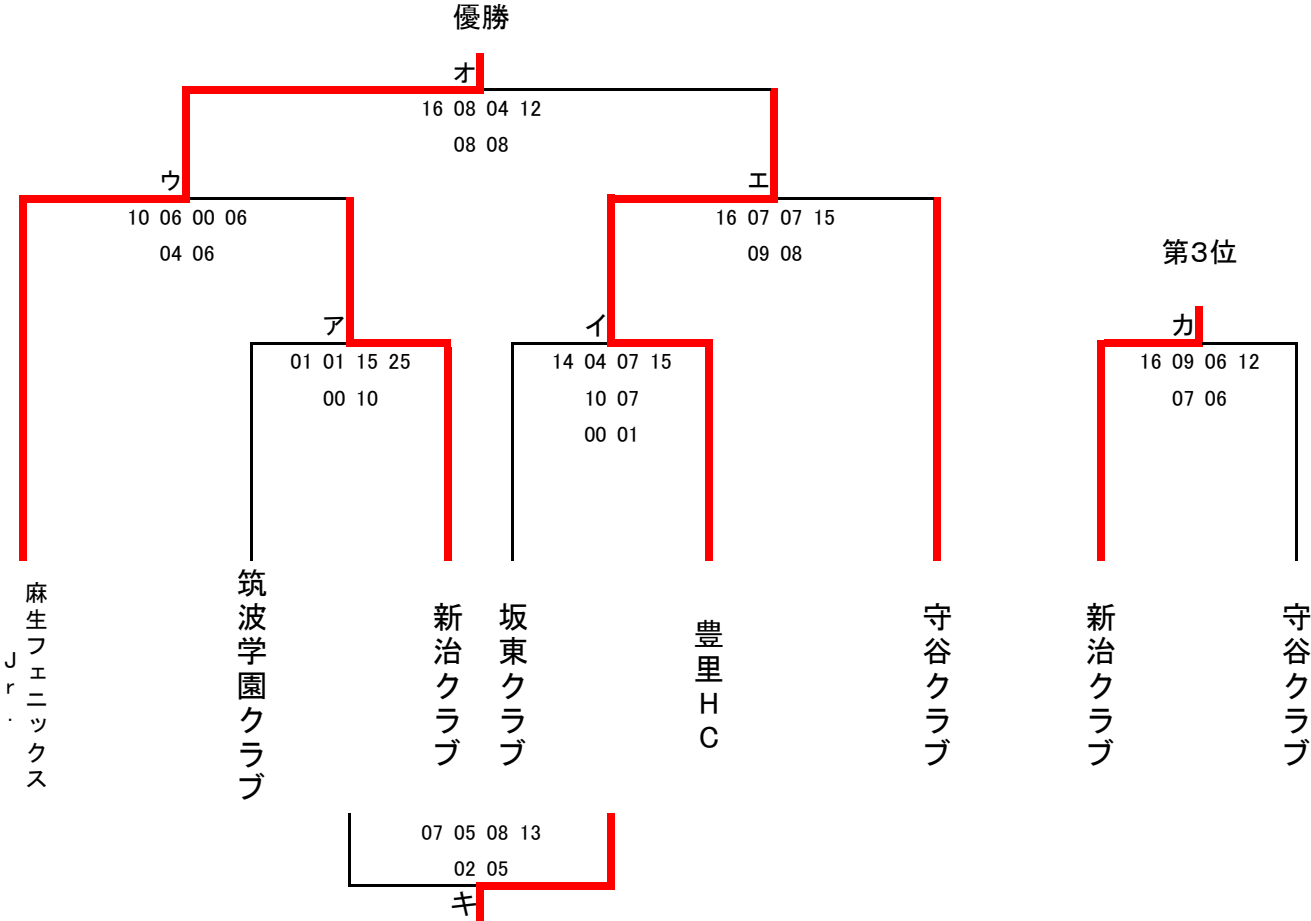 優勝
オ
16 08 04 12
08 08
ウ
エ
10 06 00 06
04 06
16 07 07 15
09 08
第3位
ア
イ
カ
01 01 15 25
00 10
14 04 07 15
10 07
00 01
16 09 06 12
07 06
麻生フェニックス
Jr.
筑波学園クラブ
新治クラブ
坂東クラブ
豊里HC
守谷クラブ
新治クラブ
守谷クラブ
07 05 08 13
02 05
キ